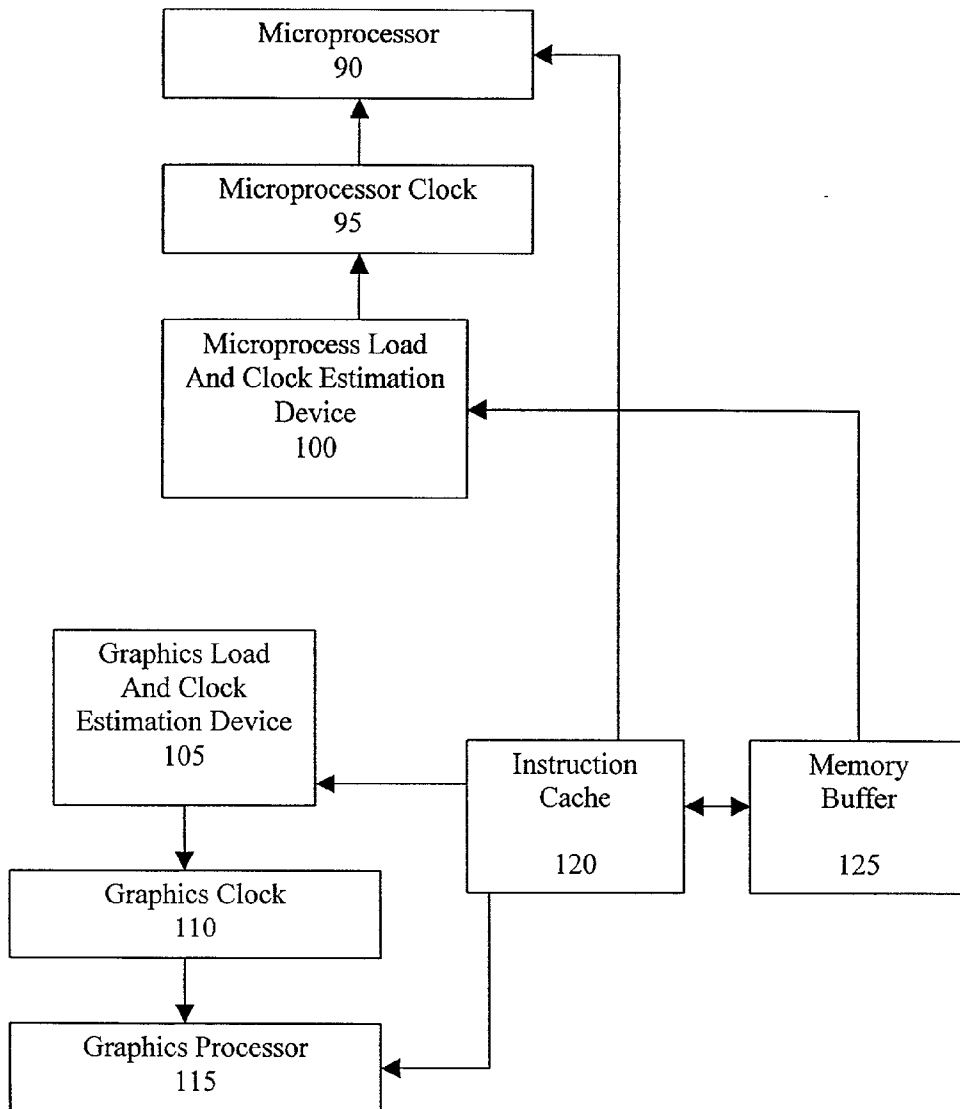 Microprocessor
90
Microprocessor Clock
95
Microprocess Load
And Clock Estimation
Device
100
Graphics Load
And Clock
Estimation Device
105
Instruction
Cache
120
Memory
Buffer
125
Graphics Clock
110
Graphics Processor
115